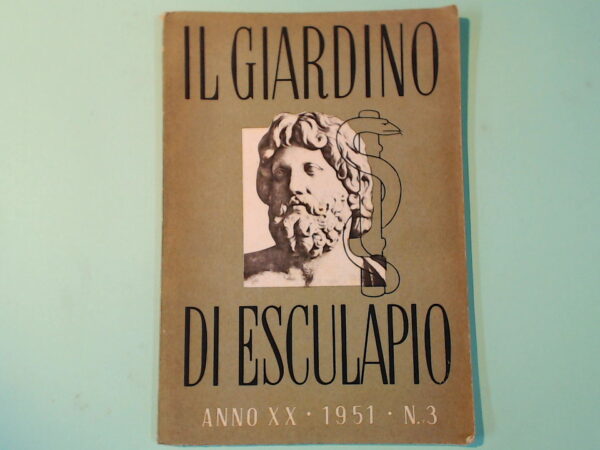 IL GIARDINO
DI ESCULAPIO
ANNO XX · 1951 · N. 3